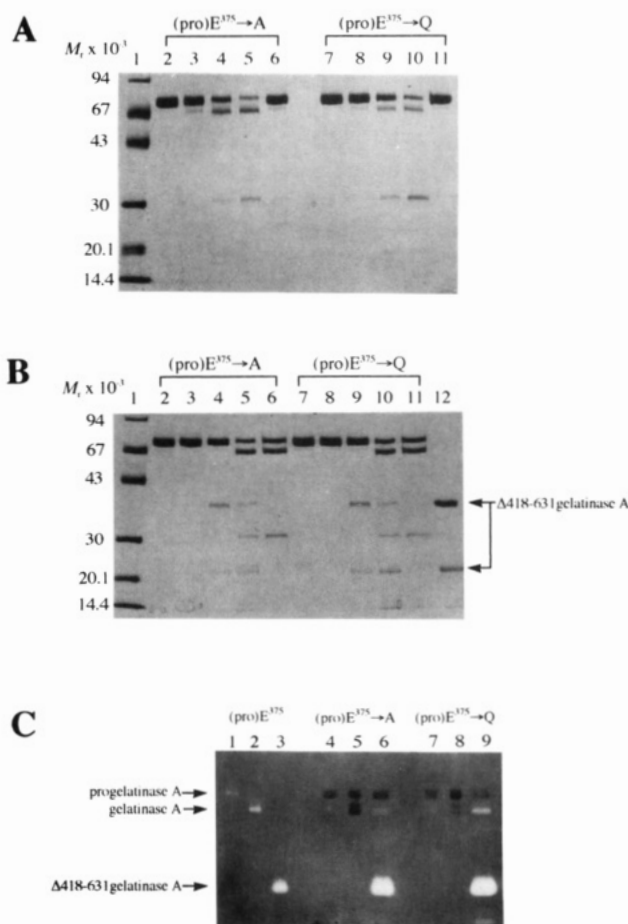 A
(pro)E³⁷⁵→A (pro)E³⁷⁵→Q
Mr x 10⁻³ 1 2 3 4 5 6 7 8 9 10 11
94
67
43
30
20.1
14.4
B
(pro)E³⁷⁵→A (pro)E³⁷⁵→Q
Mr x 10⁻³ 1 2 3 4 5 6 7 8 9 10 11 12
94
67
43
Δ418-631gelatinase A
30
20.1
14.4
C
(pro)E³⁷⁵ (pro)E³⁷⁵→A (pro)E³⁷⁵→Q
1 2 3 4 5 6 7 8 9
progelatinase A
gelatinase A
Δ418-631gelatinase A